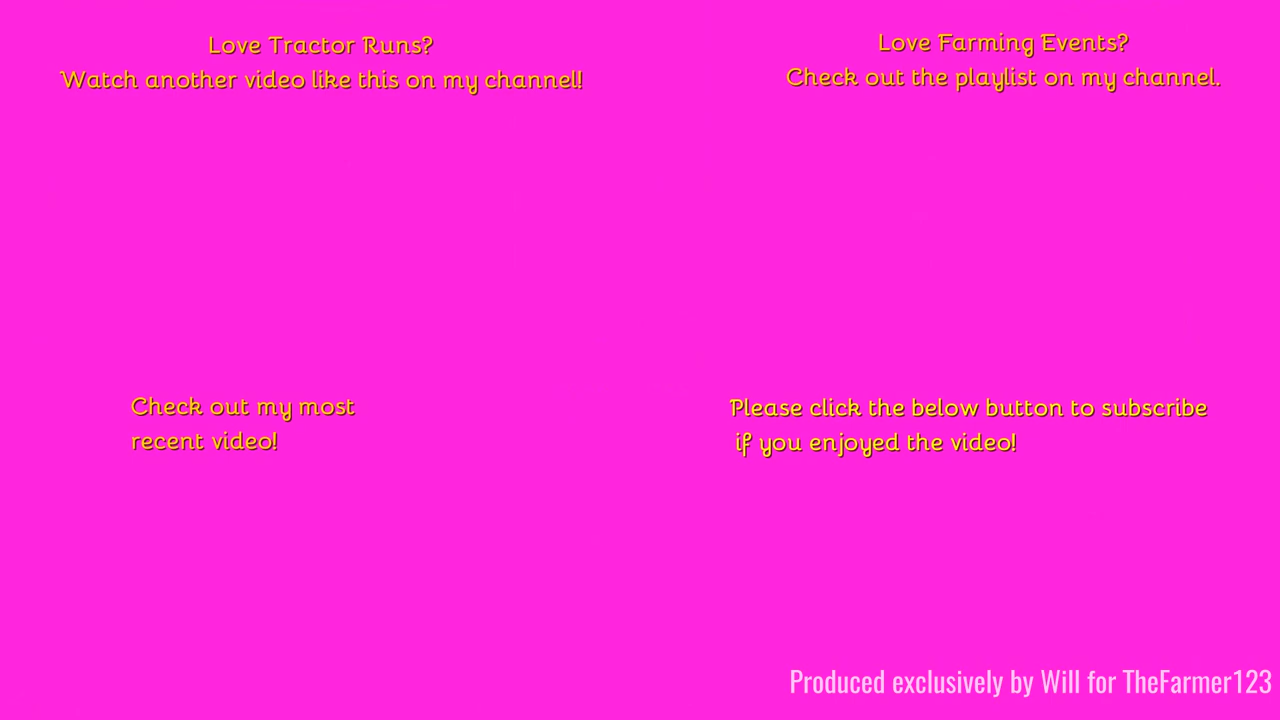 Love Tractor Runs?
Watch another video like this on my channel!
Love Farming Events?
Check out the playlist on my channel.
Check out my most
recent video!
Please click the below button to subscribe
if you enjoyed the video!
Produced exclusively by Will for TheFarmer123